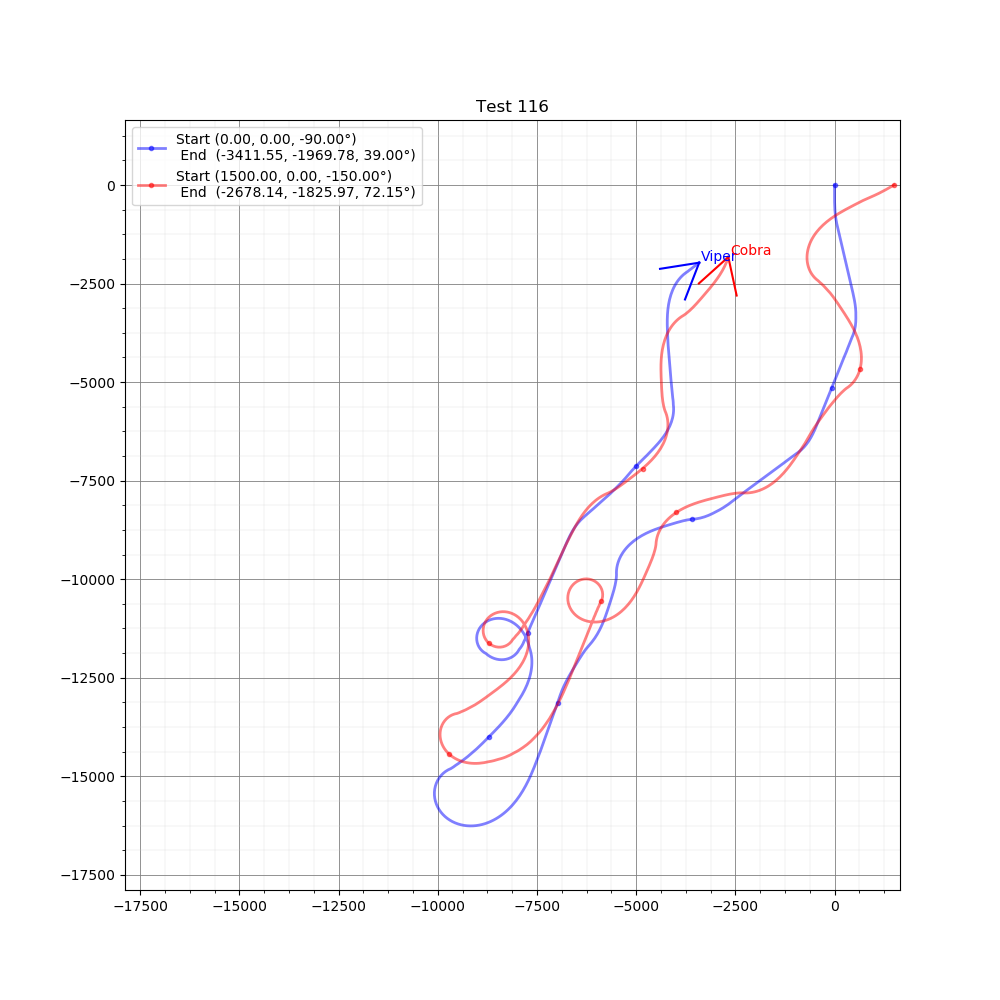 Test 116
Start (0.00, 0.00, -90.00°)
End (-3411.55, -1969.78, 39.00°)
Start (1500.00, 0.00, -150.00°)
End (-2678.14, -1825.97, 72.15°)
Viper
Cobra
0
−2500
−5000
−7500
−10000
−12500
−15000
−17500
−17500 −15000 −12500 −10000 −7500 −5000 −2500 0